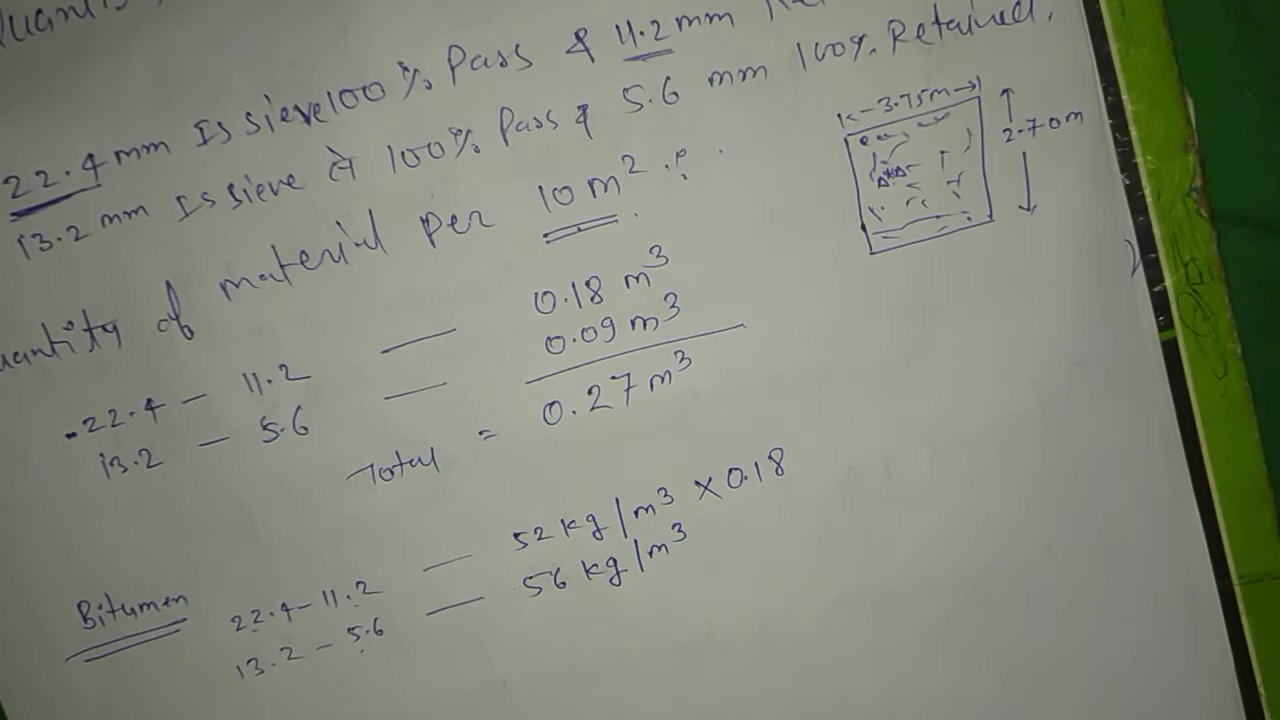 22.4 mm Is sieve 100 % Pass & 11.2 mm
13.2 mm Is sieve 100% Pass & 5.6 mm 100% Retained.
K-3.75m->
2.70m
of material per 10 m² ?
22.4 - 11.2 — 0.18 m³
13.2 - 5.6 — 0.09 m³
Total = 0.27 m³
Bitumen
22.4-11.2 — 52 kg/m³ X 0.18
13.2 - 5.6 — 56 kg/m³